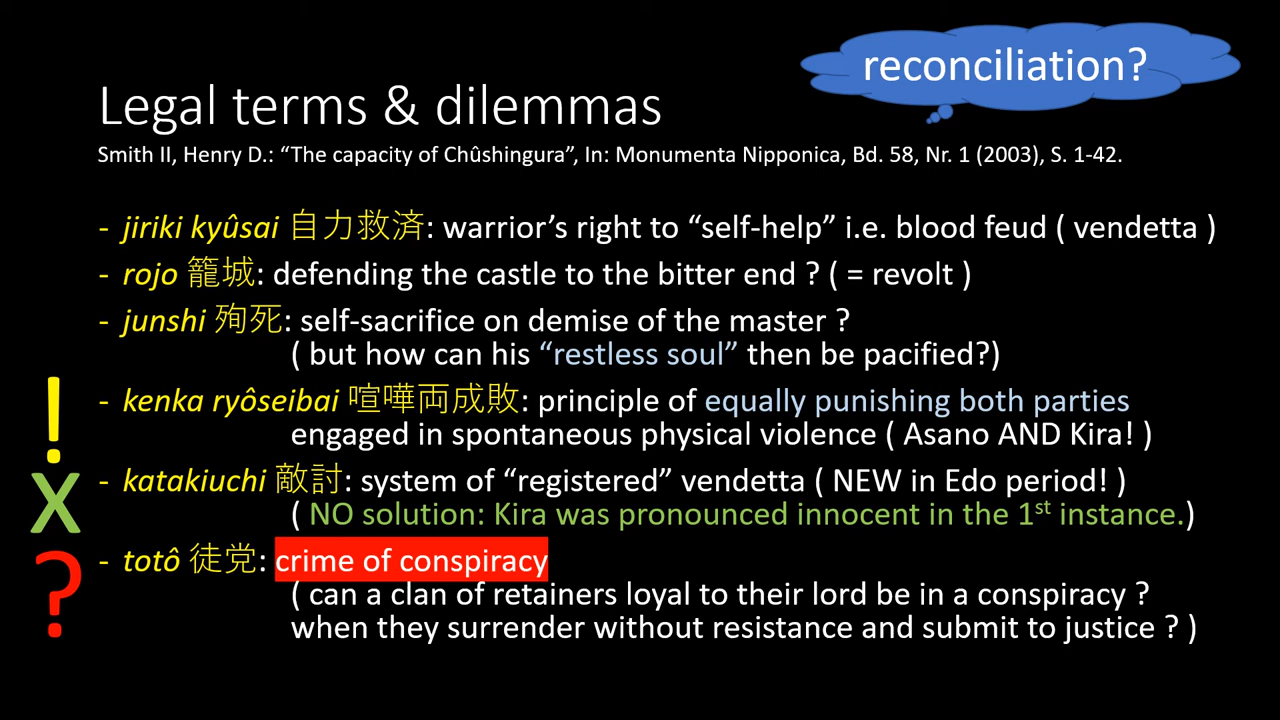 reconciliation?
Legal terms & dilemmas
Smith II, Henry D.: “The capacity of Chûshingura”, In: Monumenta Nipponica, Bd. 58, Nr. 1 (2003), S. 1-42.
- jiriki kyûsai 自力救済: warrior’s right to “self-help” i.e. blood feud ( vendetta )
- rojo 籠城: defending the castle to the bitter end ? ( = revolt )
- junshi 殉死: self-sacrifice on demise of the master ?
( but how can his “restless soul” then be pacified?)
! - kenka ryôseibai 喧嘩両成敗: principle of equally punishing both parties
engaged in spontaneous physical violence ( Asano AND Kira! )
X - katakiuchi 敵討: system of “registered” vendetta ( NEW in Edo period! )
( NO solution: Kira was pronounced innocent in the 1st instance.)
? - totô 徒党: crime of conspiracy
( can a clan of retainers loyal to their lord be in a conspiracy ?
when they surrender without resistance and submit to justice ? )